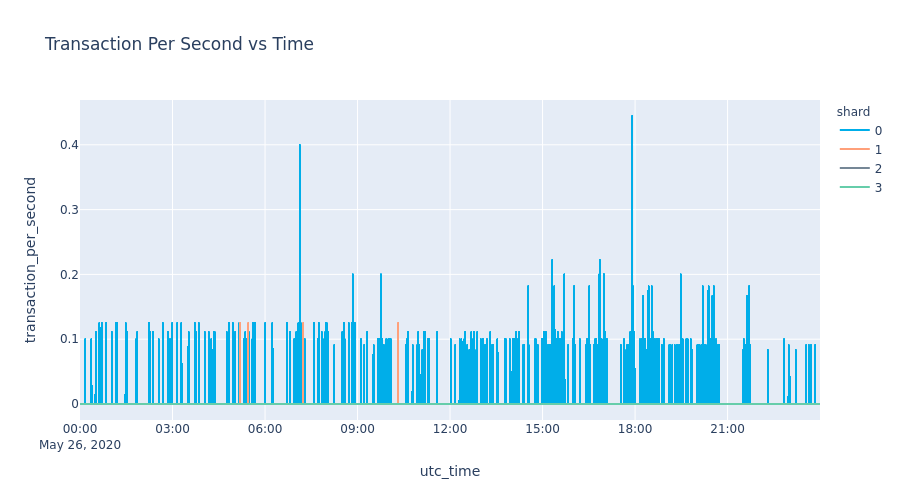 Transaction Per Second vs Time
shard
0
1
2
3
transaction_per_second
0.4
0.3
0.2
0.1
0
00:00 03:00 06:00 09:00 12:00 15:00 18:00 21:00
May 26, 2020
utc_time